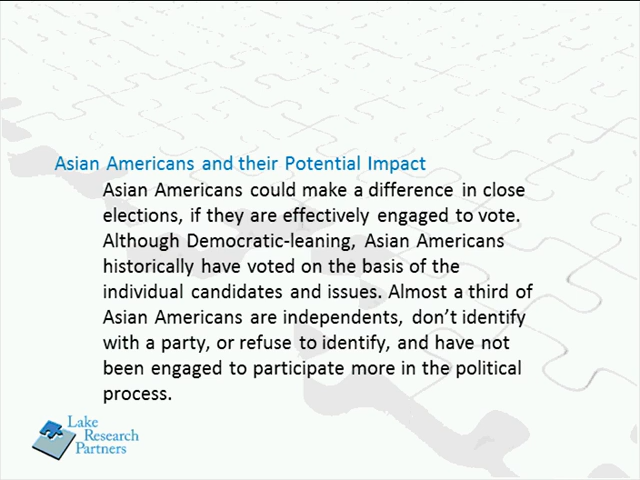 Asian Americans and their Potential Impact
Asian Americans could make a difference in close
elections, if they are effectively engaged to vote.
Although Democratic-leaning, Asian Americans
historically have voted on the basis of the
individual candidates and issues. Almost a third of
Asian Americans are independents, don’t identify
with a party, or refuse to identify, and have not
been engaged to participate more in the political
process.
Lake
Research
Partners